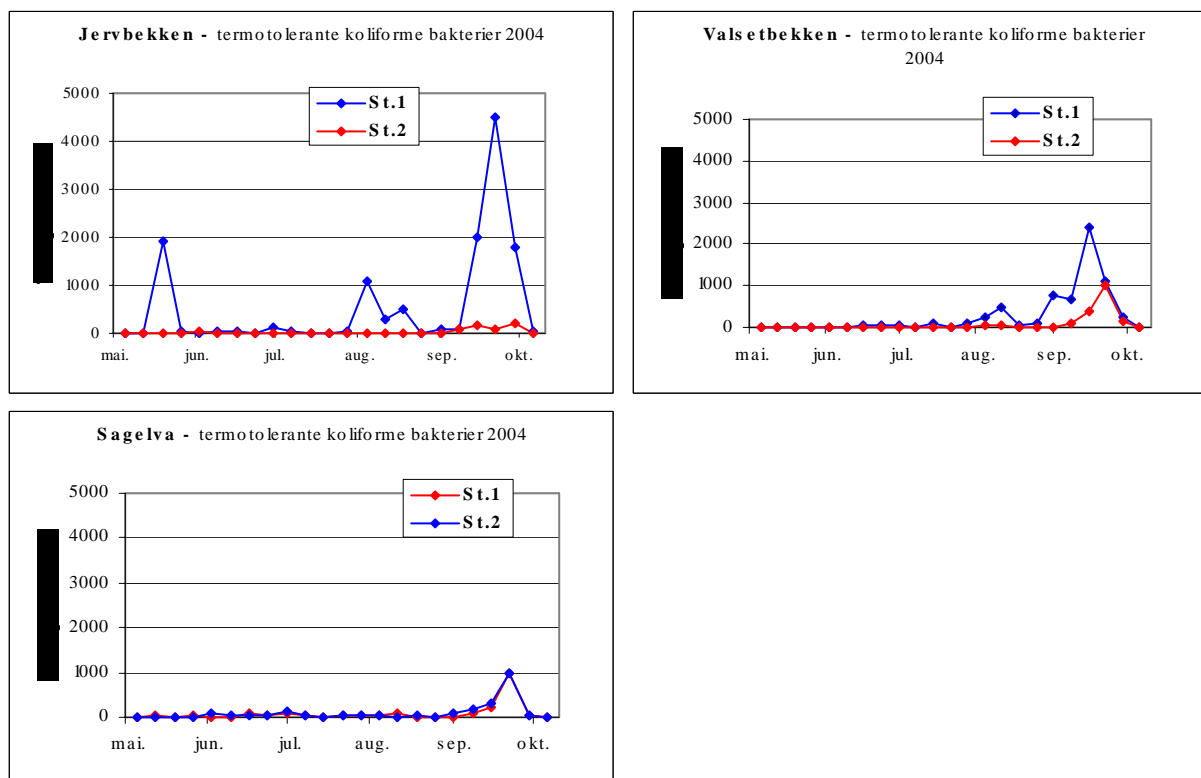 Jervbekken - termotolerante koliforme bakterier 2004
St.1
St.2
5000
4000
3000
2000
1000
0
mai. jun. jul. aug. sep. okt.
Valsetbekken - termotolerante koliforme bakterier
2004
St.1
St.2
5000
4000
3000
2000
1000
0
mai. jun. jul. aug. sep. okt.
Sagelva - termotolerante koliforme bakterier 2004
St.1
St.2
5000
4000
3000
2000
1000
0
mai. jun. jul. aug. sep. okt.